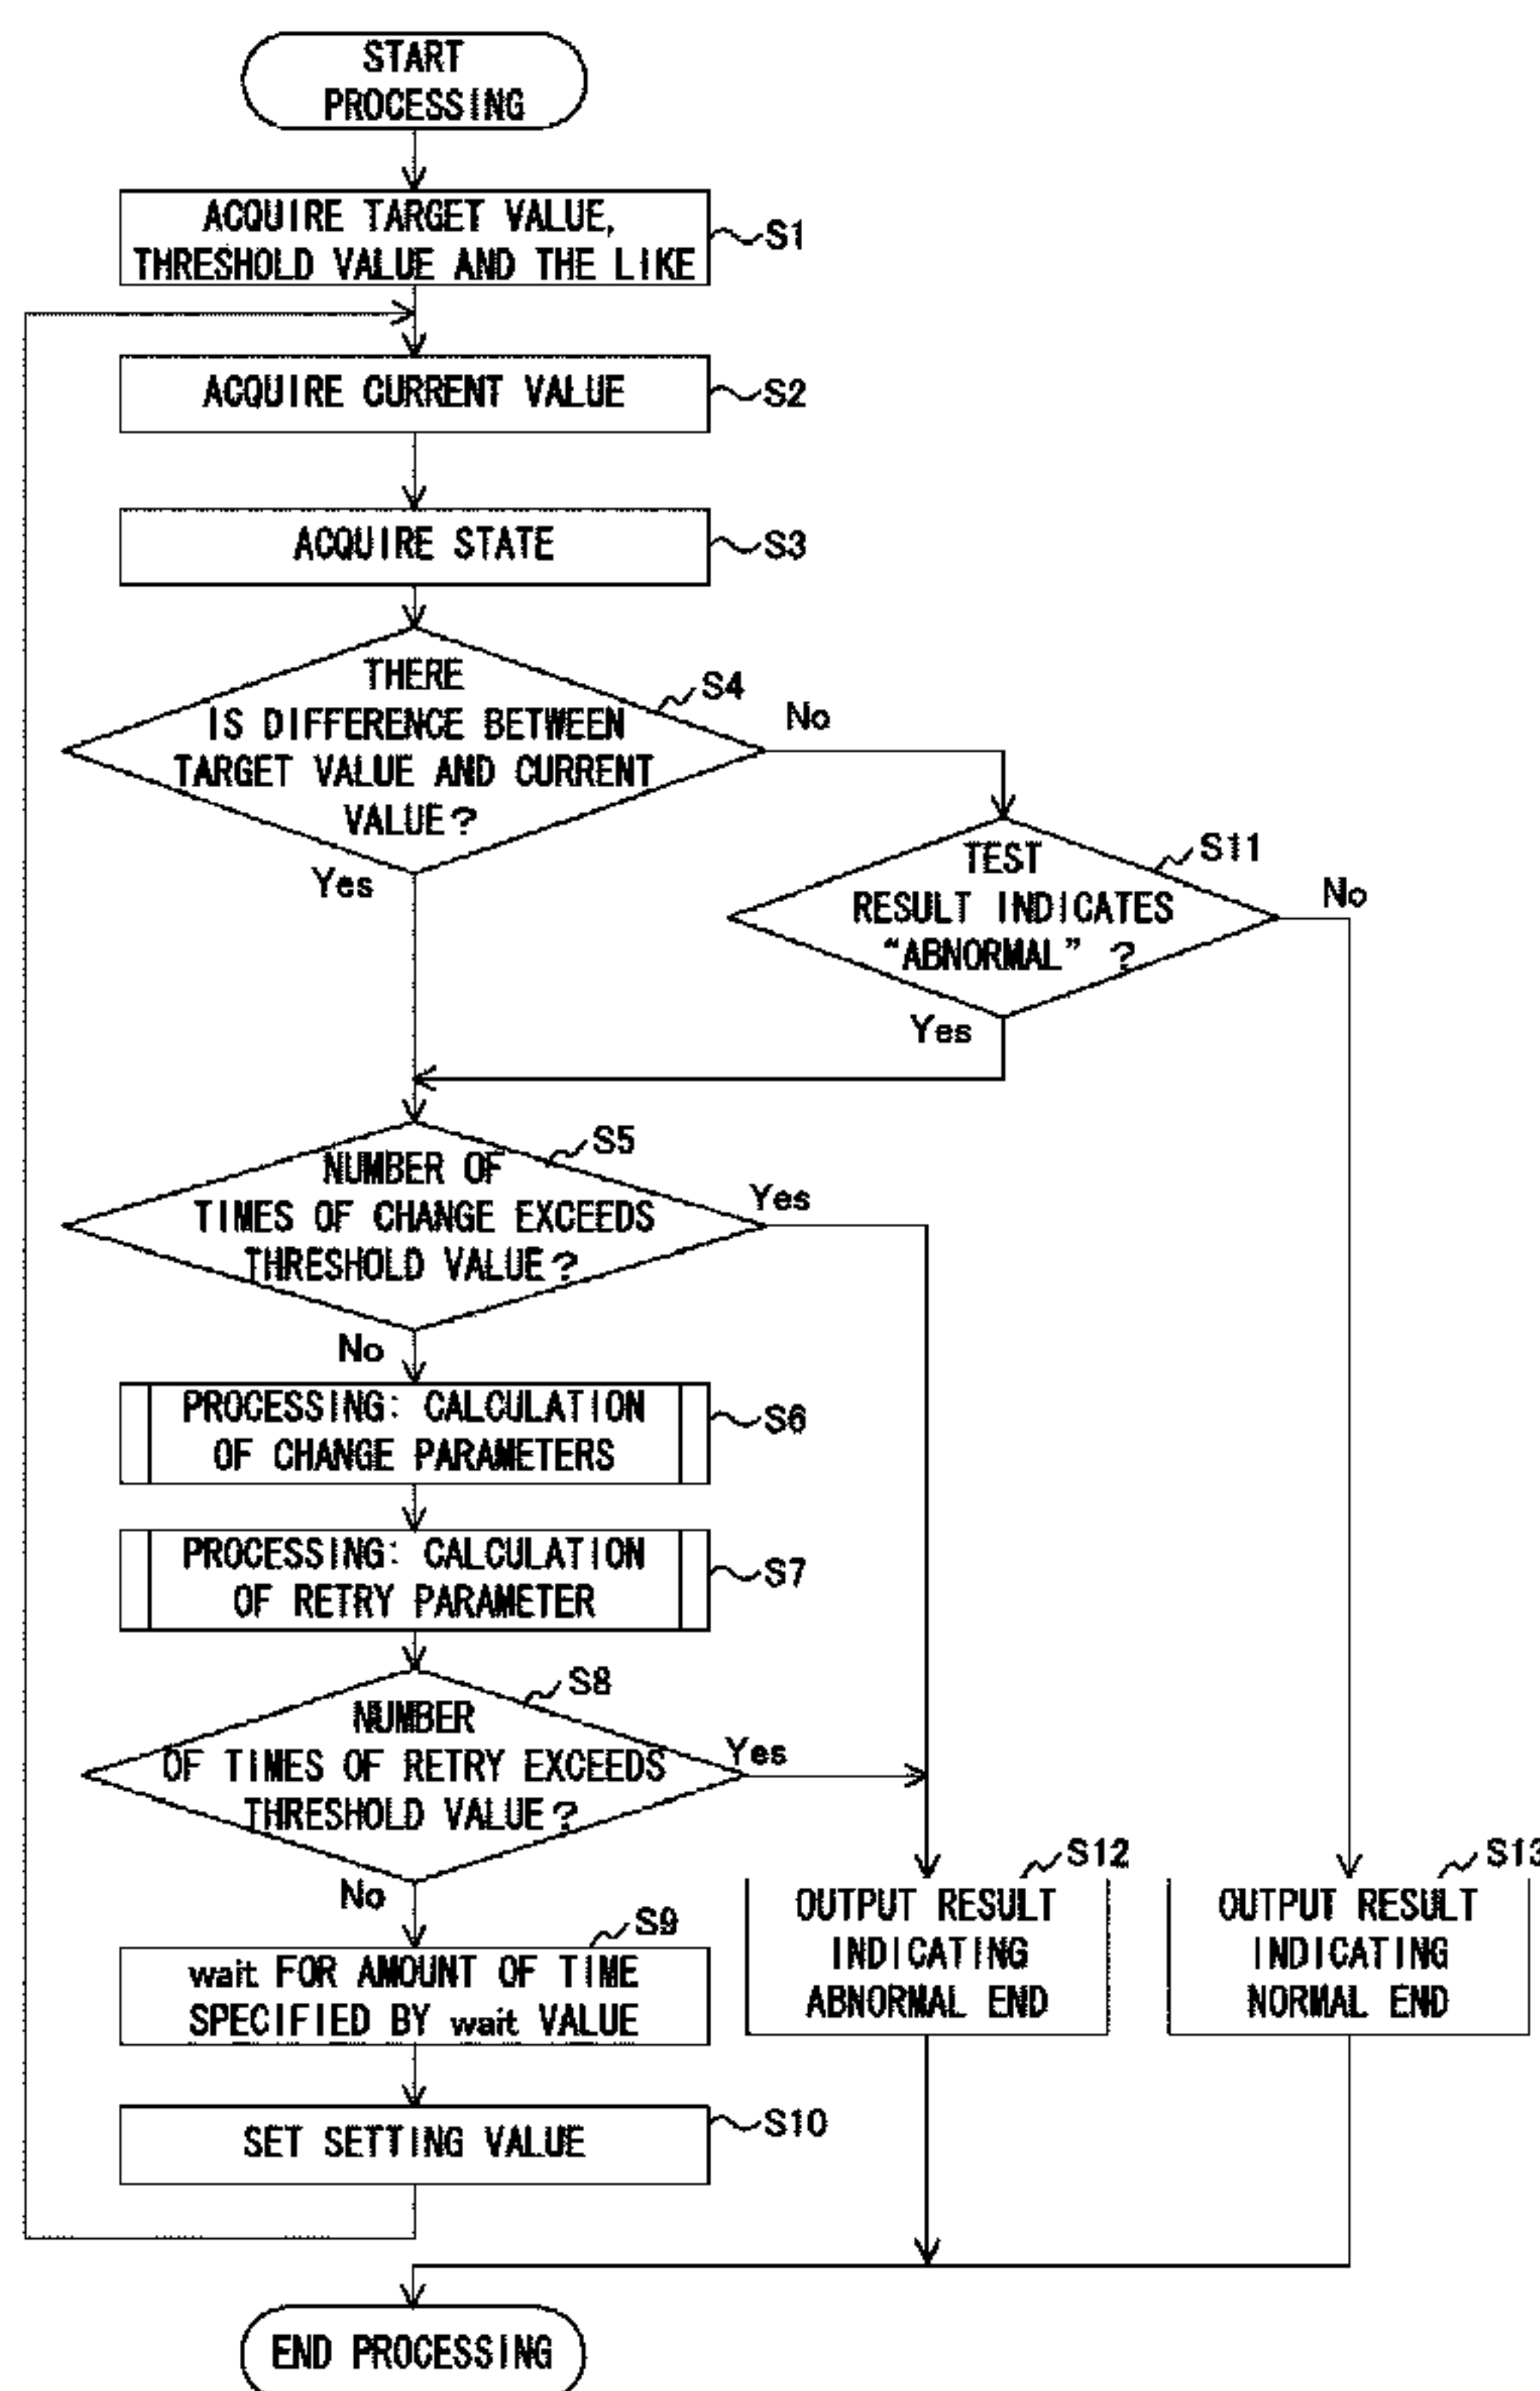 START
PROCESSING
ACQUIRE TARGET VALUE,
THRESHOLD VALUE AND THE LIKE
S1
ACQUIRE CURRENT VALUE
S2
ACQUIRE STATE
S3
THERE
IS DIFFERENCE BETWEEN
TARGET VALUE AND CURRENT
VALUE?
S4
No
Yes
TEST
RESULT INDICATES
“ABNORMAL” ?
S11
No
Yes
NUMBER OF
TIMES OF CHANGE EXCEEDS
THRESHOLD VALUE?
S5
Yes
No
PROCESSING: CALCULATION
OF CHANGE PARAMETERS
S6
PROCESSING: CALCULATION
OF RETRY PARAMETER
S7
NUMBER
OF TIMES OF RETRY EXCEEDS
THRESHOLD VALUE?
S8
Yes
No
wait FOR AMOUNT OF TIME
SPECIFIED BY wait VALUE
S9
SET SETTING VALUE
S10
OUTPUT RESULT
INDICATING
ABNORMAL END
S12
OUTPUT RESULT
INDICATING
NORMAL END
S13
END PROCESSING